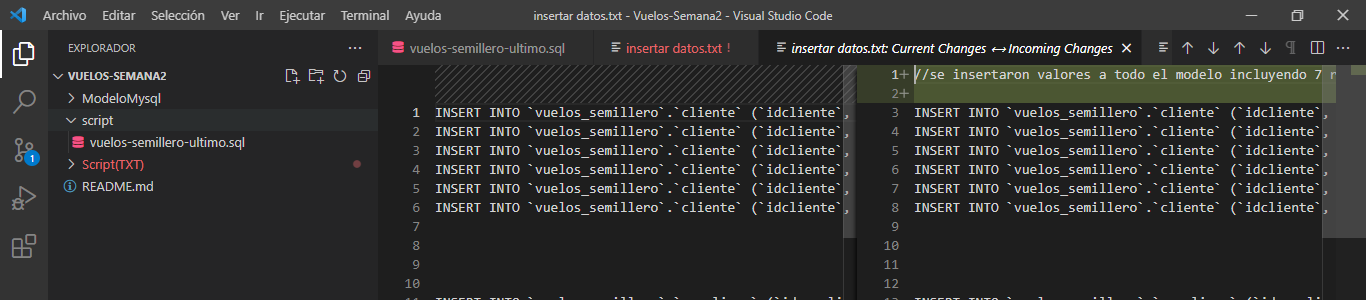 Archivo Editar Selección Ver Ir Ejecutar Terminal Ayuda insertar datos.txt - Vuelos-Semana2 - Visual Studio Code
EXPLORADOR
VUELOS-SEMANA2
ModeloMysql
script
vuelos-semillero-ultimo.sql
Script(TXT)
README.md
1
vuelos-semillero-ultimo.sql insertar datos.txt ! insertar datos.txt: Current Changes ↔ Incoming Changes
1 INSERT INTO `vuelos_semillero`.`cliente` (`idcliente`,
2 INSERT INTO `vuelos_semillero`.`cliente` (`idcliente`,
3 INSERT INTO `vuelos_semillero`.`cliente` (`idcliente`,
4 INSERT INTO `vuelos_semillero`.`cliente` (`idcliente`,
5 INSERT INTO `vuelos_semillero`.`cliente` (`idcliente`,
6 INSERT INTO `vuelos_semillero`.`cliente` (`idcliente`,
7
8
9
10
1+ //se insertaron valores a todo el modelo incluyendo 7
2+
3 INSERT INTO `vuelos_semillero`.`cliente` (`idcliente`,
4 INSERT INTO `vuelos_semillero`.`cliente` (`idcliente`,
5 INSERT INTO `vuelos_semillero`.`cliente` (`idcliente`,
6 INSERT INTO `vuelos_semillero`.`cliente` (`idcliente`,
7 INSERT INTO `vuelos_semillero`.`cliente` (`idcliente`,
8 INSERT INTO `vuelos_semillero`.`cliente` (`idcliente`,
9
10
11
12